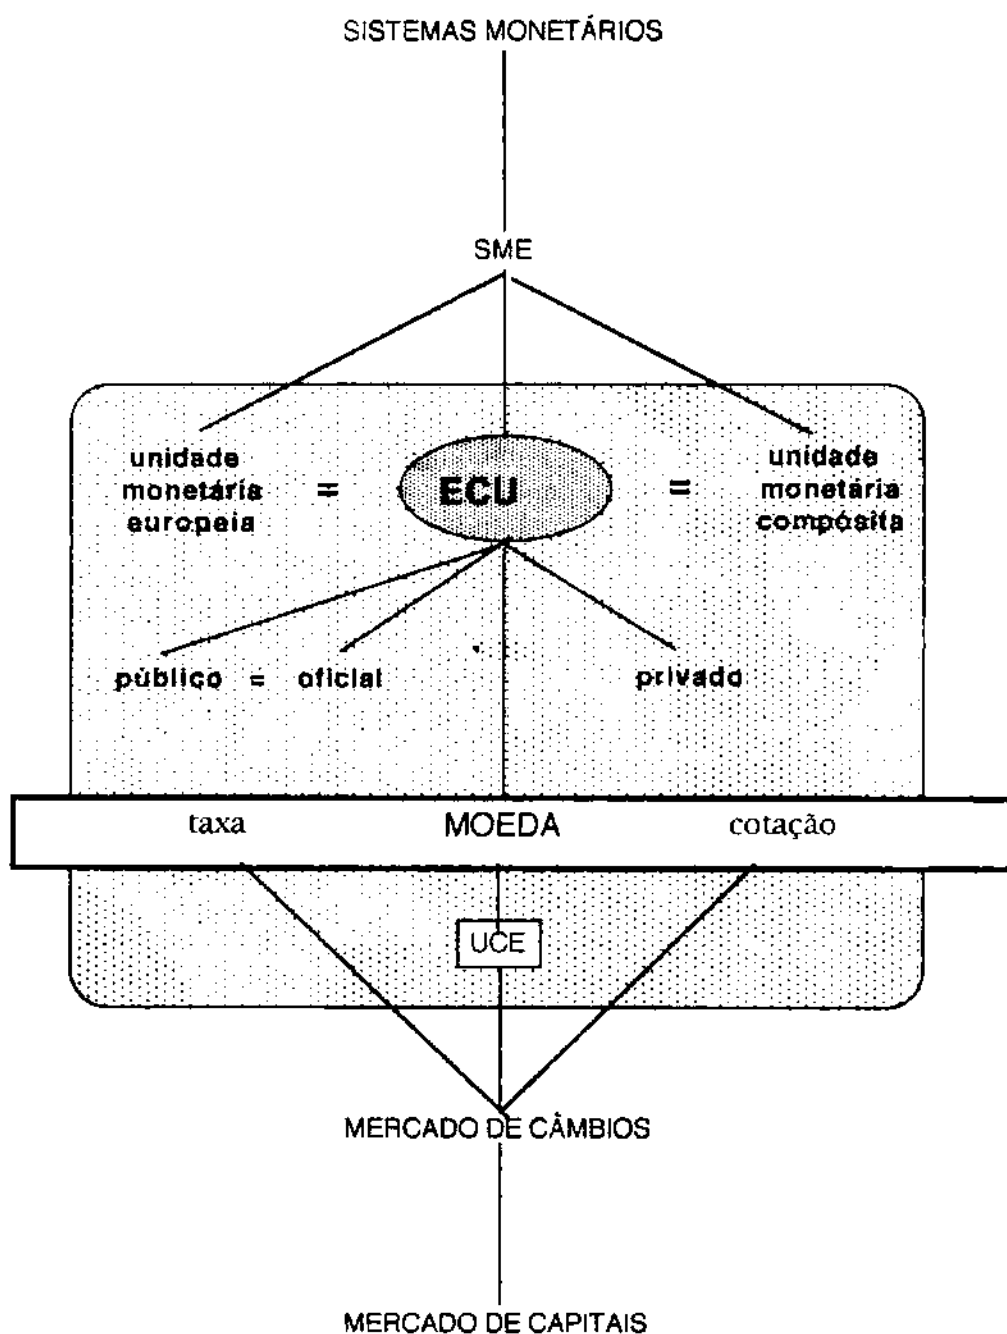 SISTEMAS MONETÁRIOS
SME
unidade
monetária
europeia
=
ECU
=
unidade
monetária
compósita
público = oficial
privado
taxa MOEDA cotação
UCE
MERCADO DE CÂMBIOS
MERCADO DE CAPITAIS